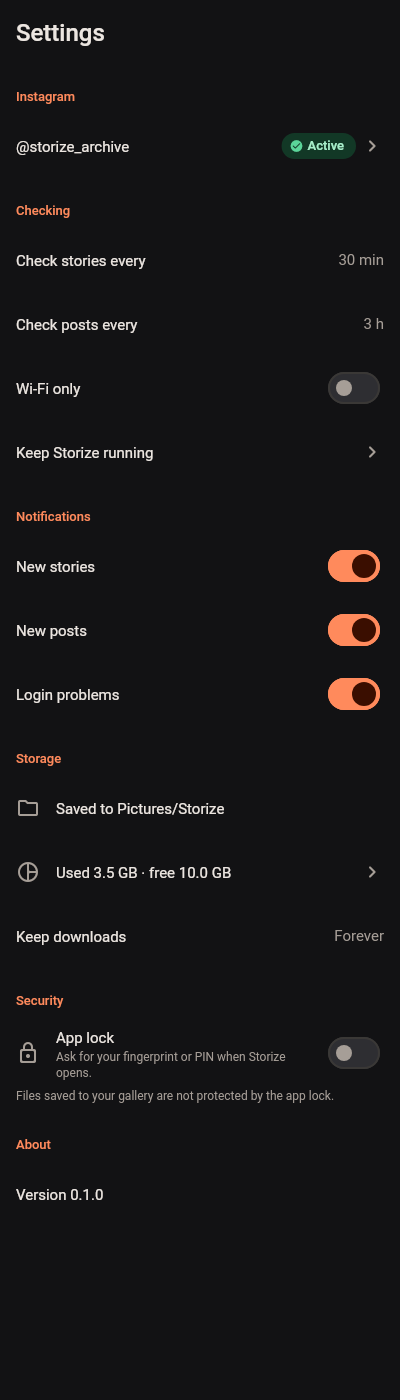 Settings
Instagram
@storize_archive
Active
Checking
Check stories every
30 min
Check posts every
3 h
Wi-Fi only
Keep Storize running
Notifications
New stories
New posts
Login problems
Storage
Saved to Pictures/Storize
Used 3.5 GB · free 10.0 GB
Keep downloads
Forever
Security
App lock
Ask for your fingerprint or PIN when Storize
opens.
Files saved to your gallery are not protected by the app lock.
About
Version 0.1.0